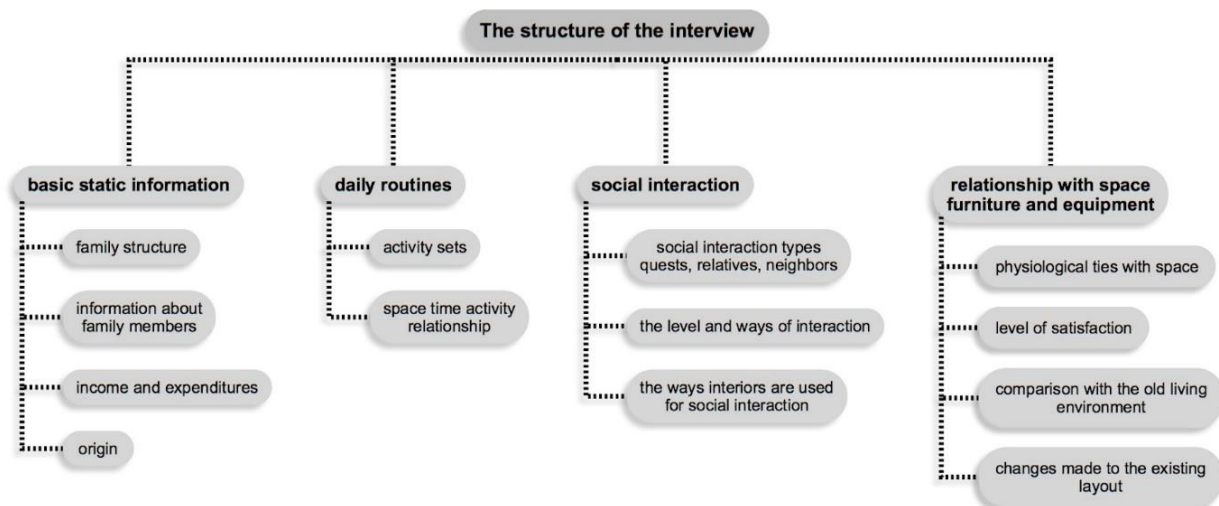 The structure of the interview
basic static information
family structure
information about
family members
income and expenditures
origin
daily routines
activity sets
space time activity
relationship
social interaction
social interaction types
quests, relatives, neighbors
the level and ways of interaction
the ways interiors are used
for social interaction
relationship with space
furniture and equipment
physiological ties with space
level of satisfaction
comparison with the old living
environment
changes made to the existing
layout